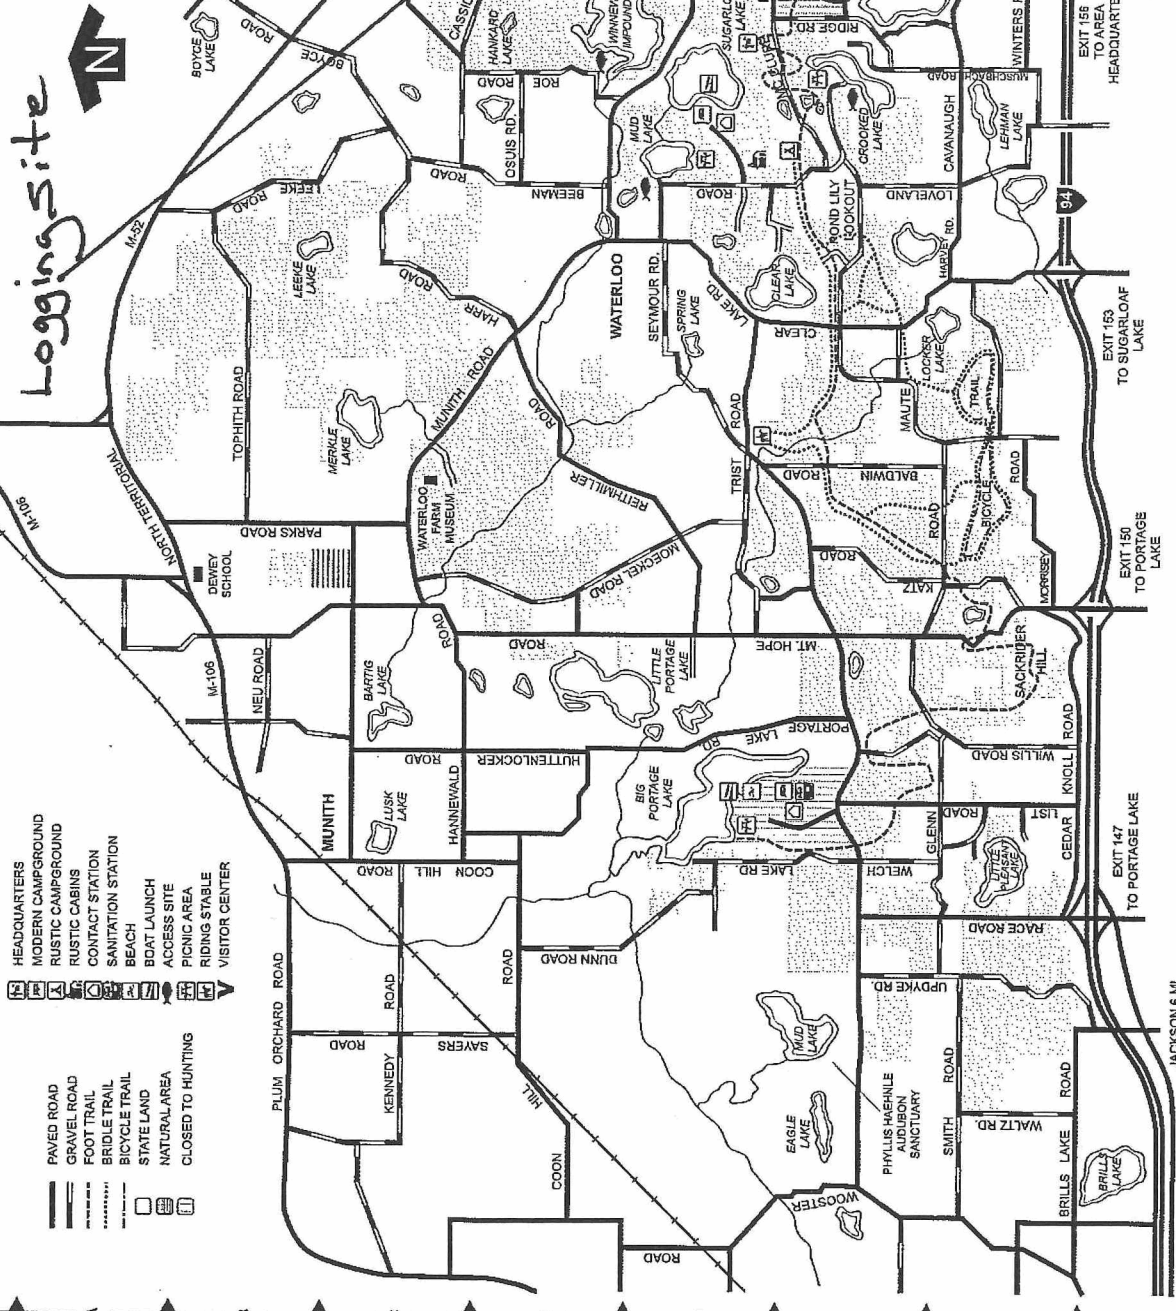 Logging Site
N
HEADQUARTERS
MODERN CAMPGROUND
RUSTIC CAMPGROUND
RUSTIC CABINS
CONTACT STATION
SANITATION STATION
BEACH
BOAT LAUNCH
ACCESS SITE
PICNIC AREA
RIDING STABLE
VISITOR CENTER
PAVED ROAD
GRAVEL ROAD
FOOT TRAIL
BRIDLE TRAIL
BICYCLE TRAIL
STATE LAND
NATURAL AREA
CLOSED TO HUNTING
BOYCE
LAKE
BOYCE
ROAD
HANKARD
LAKE
MUD
LAKE
CROOKED
LAKE
RIDGE RD
CAVANAUGH
LEHMAN
LAKE
EXIT 156
TO AREA
ROE
ROAD
OSUIS RD.
BEEMAN
ROAD
LOVELAND
POND LILY
LOOKOUT
HARVEY RD.
94
M-52
LEEKE
ROAD
LEEKE
LAKE
ROAD
ROAD
HARR
WATERLOO
SEYMOUR RD.
SPRING
LAKE
CLEAR
LAKE
CLEAR
LAKE RD.
EXIT 153
TO SUGARLOAF
LAKE
M-106
NORTH TERRITORIAL
TOPHITH ROAD
MERKLE
LAKE
MUNITH ROAD
WATERLOO
FARM
MUSEUM
REITHMILLER
ROAD
TRIST
ROAD
BALDWIN
ROAD
MAUTE
ROAD
LOCKER
LAKE
BICYCLE
TRAIL
ROAD
MORRISEY
EXIT 150
TO PORTAGE
LAKE
PARKS ROAD
DEWEY
SCHOOL
MOECKEL ROAD
KATZ
ROAD
M-106
NEU ROAD
BARTIG
LAKE
ROAD
ROAD
LITTLE
PORTAGE
LAKE
MT. HOPE
SACKRIDER
HILL
MUNITH
LUSK
LAKE
HANNEWALD
ROAD
HUTTENLOCKER
BIG
PORTAGE
LAKE
PORTAGE
LAKE
RD
WILLIS ROAD
KNOLL
ROAD
COON HILL
ROAD
LAKE RD.
WELCH
GLENN
ROAD
LIST
LITTLE
PLEASANT
LAKE
CEDAR
EXIT 147
TO PORTAGE LAKE
PLUM ORCHARD ROAD
ROAD
ROAD
DUNN ROAD
RACE ROAD
UPDYKE RD.
ROAD
SAYERS
KENNEDY
HILL
COON
MUD
LAKE
EAGLE
LAKE
PHYLLIS HAEHNLE
AUDUBON
SANCTUARY
SMITH
ROAD
WALTZ RD.
BRILLS LAKE
ROAD
BRILLS
LAKE
WOOSTER
ROAD